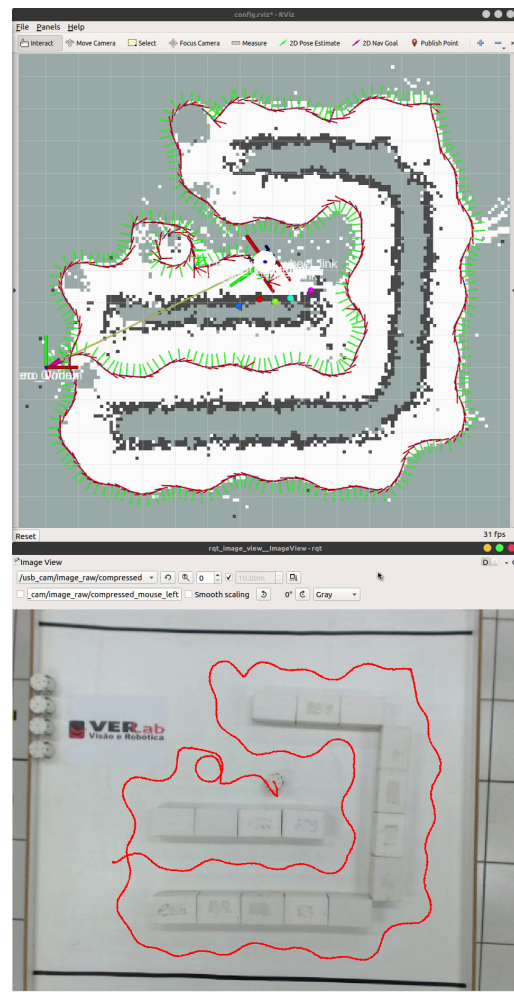 config.rviz* - RViz
File Panels Help
Interact Move Camera Select Focus Camera Measure 2D Pose Estimate 2D Nav Goal Publish Point
Reset 31 fps
rqt_image_view__ImageView - rqt
Image View D
/usb_cam/image_raw/compressed 0 10,00m
_cam/image_raw/compressed_mouse_left Smooth scaling 0° Gray
VERLab
Visão e Robótica